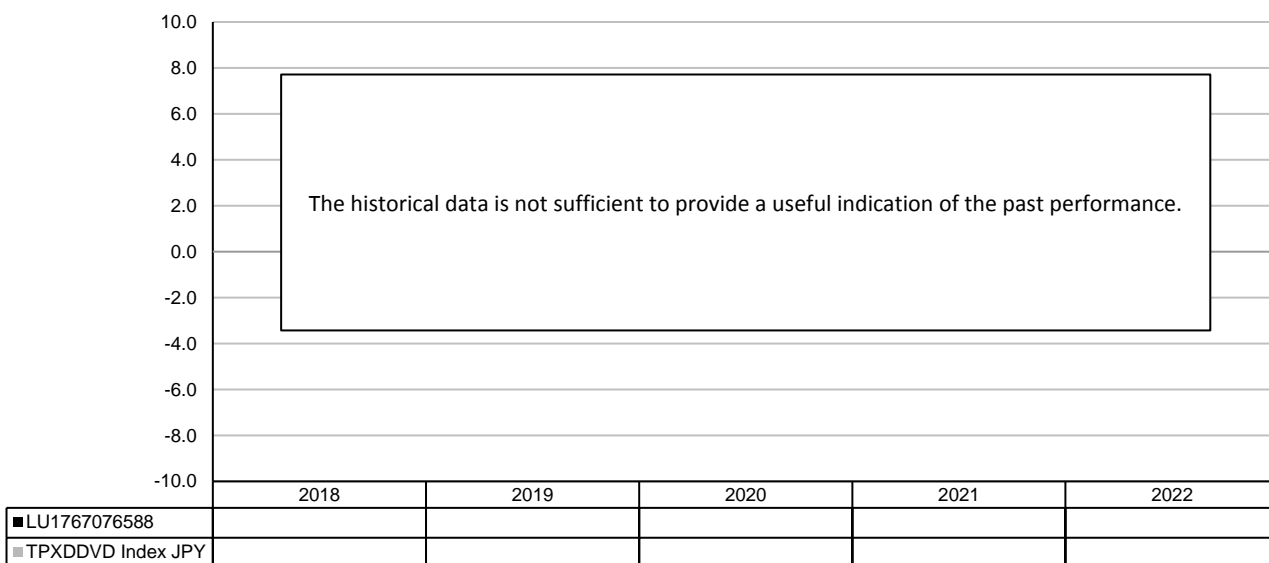 10.0
8.0
6.0
4.0
2.0
0.0
-2.0
-4.0
-6.0
-8.0
-10.0
The historical data is not sufficient to provide a useful indication of the past performance.
2018 2019 2020 2021 2022
LU1767076588
TPXDDVD Index JPY